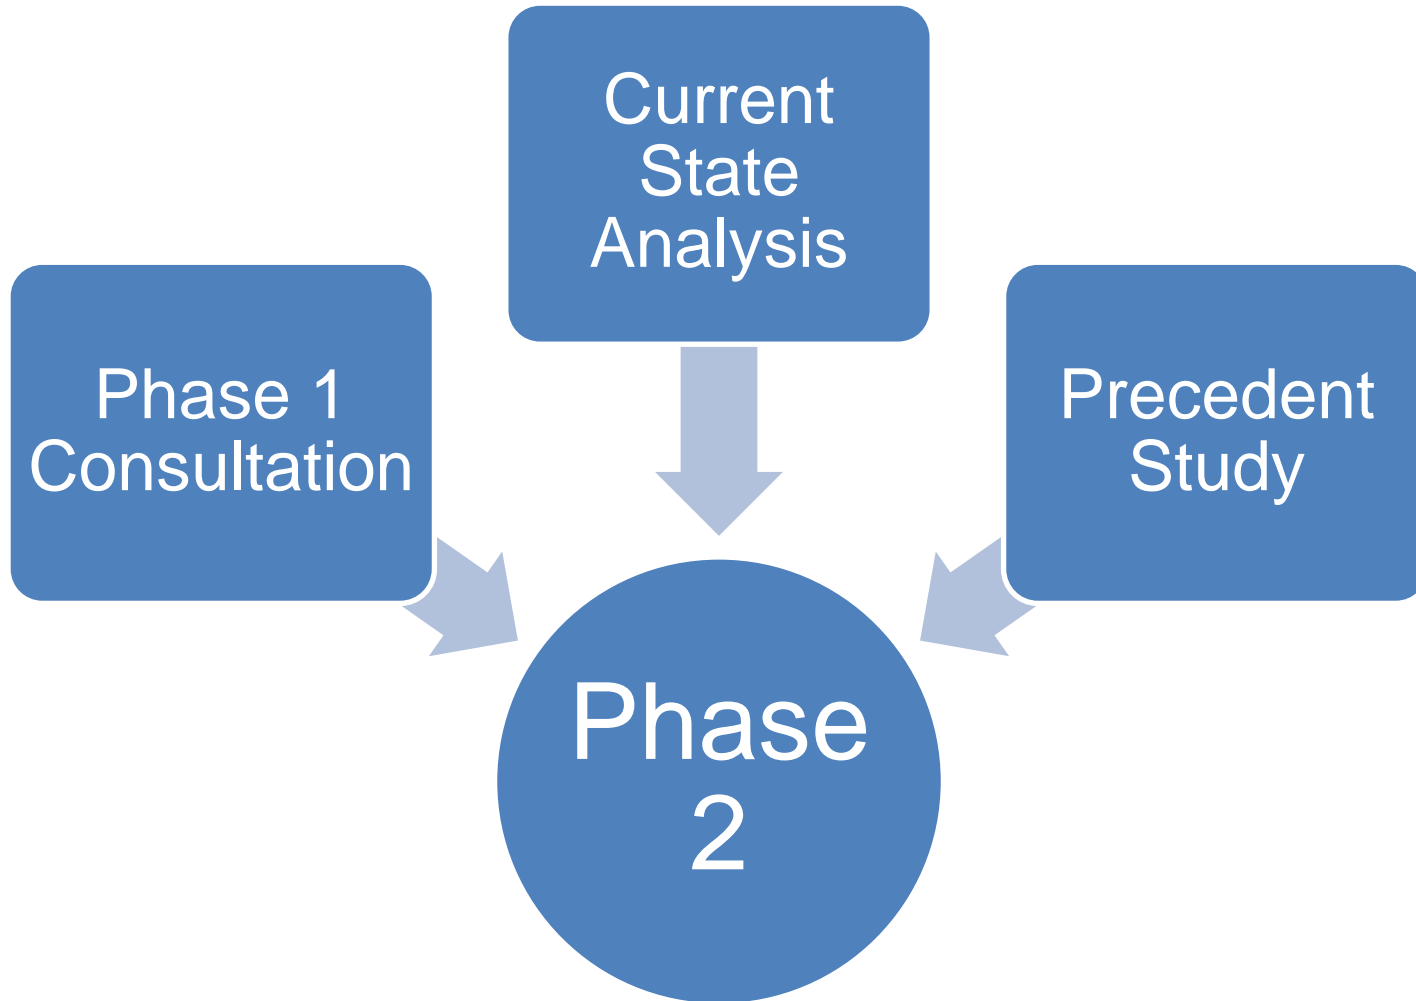 Current
State
Analysis
Phase 1
Consultation
Precedent
Study
Phase
2